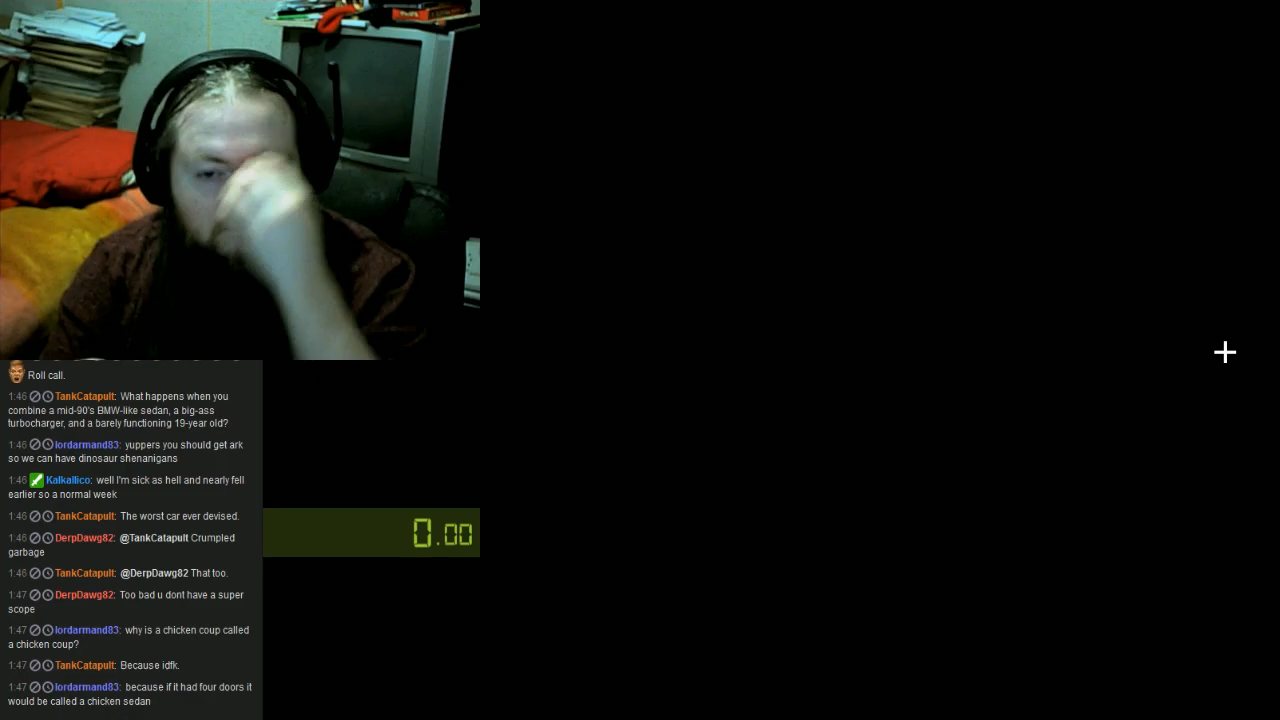 Roll call.
1:46 TankCatapult: What happens when you
combine a mid-90's BMW-like sedan, a big-ass
turbocharger, and a barely functioning 19-year old?
1:46 lordarmand83: yuppers you should get ark
so we can have dinosaur shenanigans
1:46 Kalkallico: well I'm sick as hell and nearly fell
earlier so a normal week
1:46 TankCatapult: The worst car ever devised.
1:46 DerpDawg82: @TankCatapult Crumpled
garbage
1:46 TankCatapult: @DerpDawg82 That too.
1:47 DerpDawg82: Too bad u dont have a super
scope
1:47 lordarmand83: why is a chicken coup called
a chicken coup?
1:47 TankCatapult: Because idfk.
1:47 lordarmand83: because if it had four doors it
would be called a chicken sedan
0.00